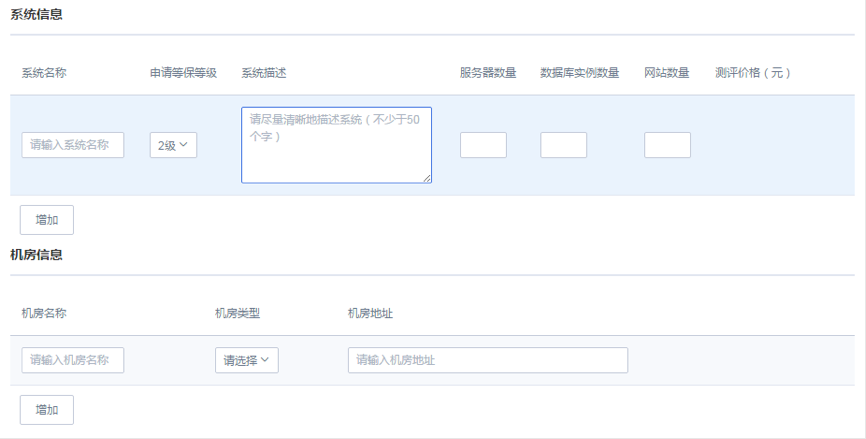 系统信息
系统名称 申请等保等级 系统描述 服务器数量 数据库实例数量 网站数量 测评价格（元）
请输入系统名称 2级 请尽量清晰地描述系统（不少于50
个字）
增加
机房信息
机房名称 机房类型 机房地址
请输入机房名称 请选择 请输入机房地址
增加